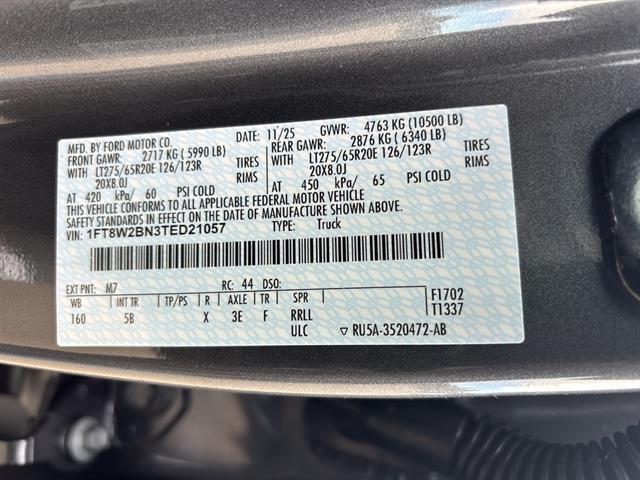 MFD. BY FORD MOTOR CO.
DATE: 11/25 GVWR: 4763 KG (10500 LB)
FRONT GAWR: 2717 KG ( 5990 LB) REAR GAWR: 2876 KG ( 6340 LB)
WITH LT275/65R20E 126/123R TIRES WITH LT275/65R20E 126/123R TIRES
20X8.0J RIMS 20X8.0J RIMS
AT 420 kPa/ 60 PSI COLD AT 450 kPa/ 65 PSI COLD
THIS VEHICLE CONFORMS TO ALL APPLICABLE FEDERAL MOTOR VEHICLE
SAFETY STANDARDS IN EFFECT ON THE DATE OF MANUFACTURE SHOWN ABOVE.
VIN: 1FT8W2BN3TED21057 TYPE: Truck
EXT PNT: M7 RC: 44 DSO:
WB INT TR TP/PS R AXLE TR SPR F1702
160 5B X 3E F RRLL T1337
ULC RU5A-3520472-AB